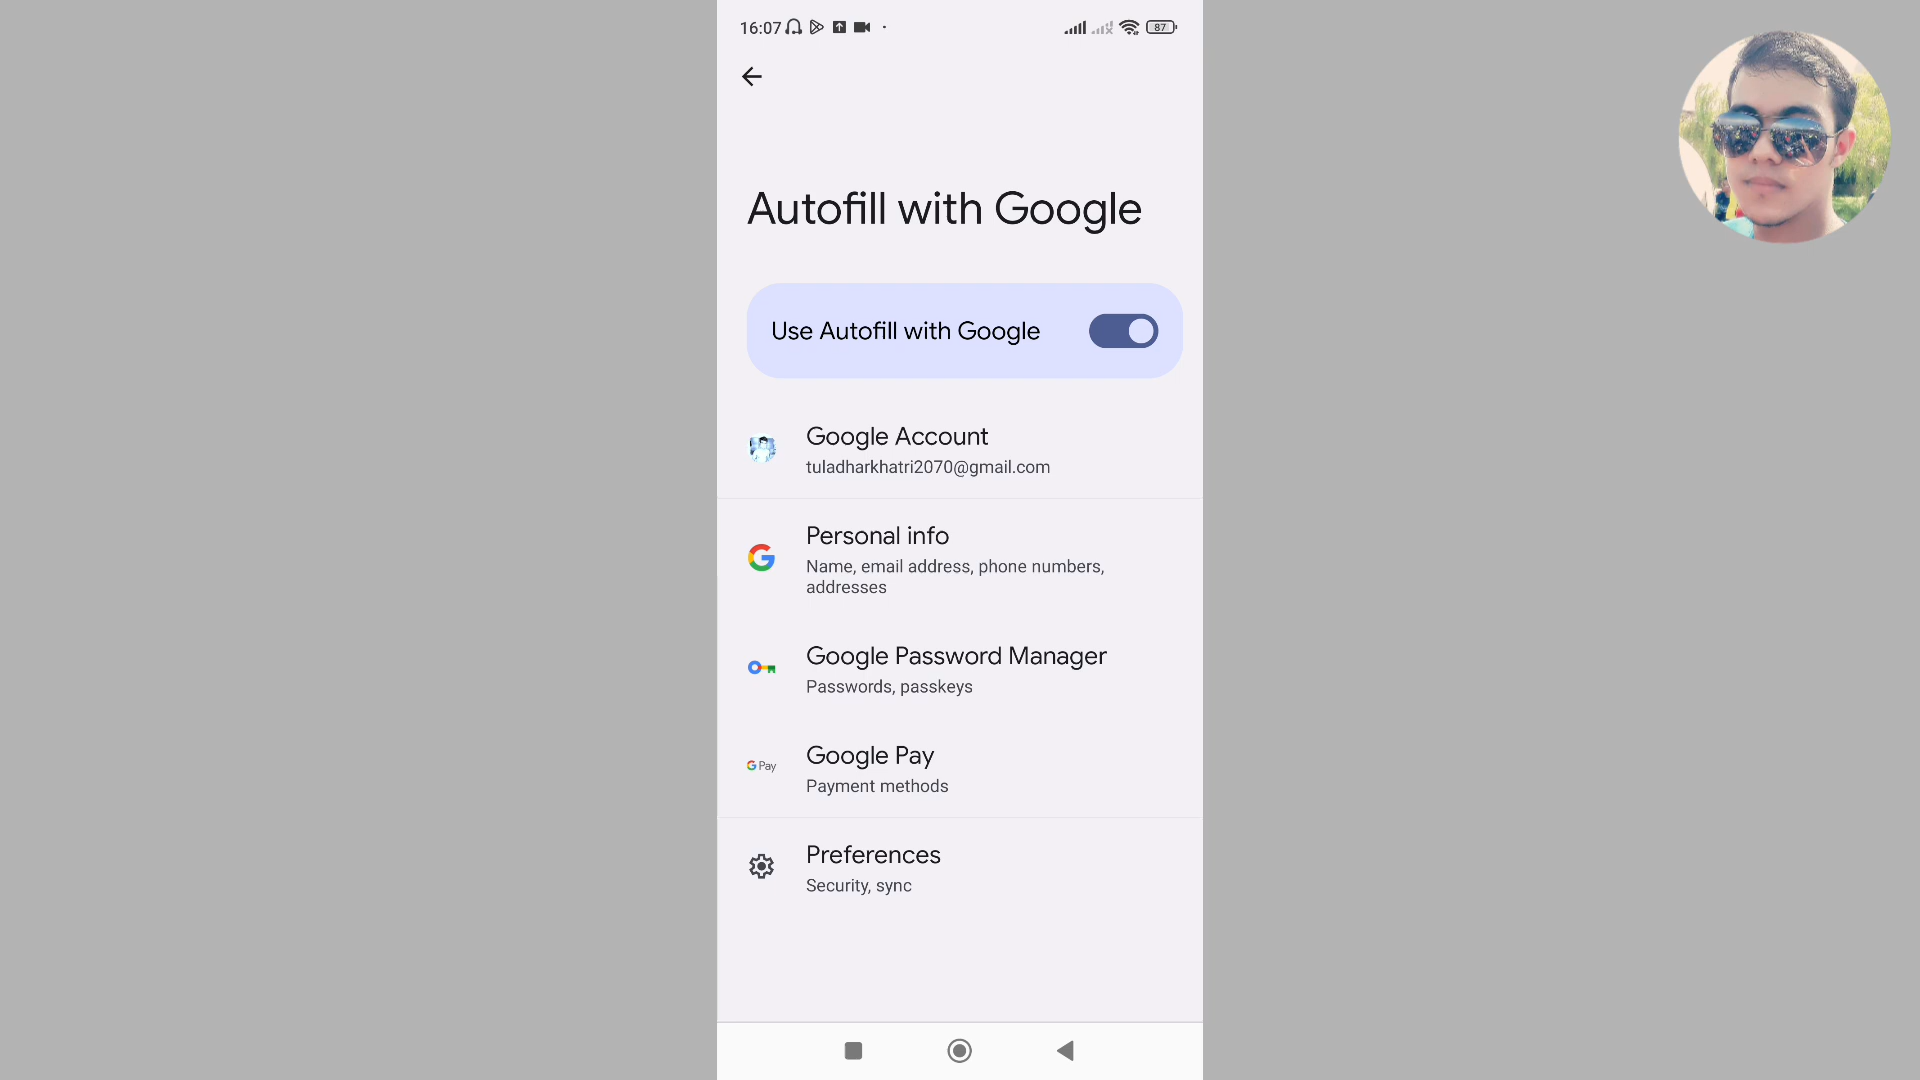 16:07
87
Autofill with Google
Use Autofill with Google
Google Account
tuladharkhatri2070@gmail.com
Personal info
Name, email address, phone numbers,
addresses
Google Password Manager
Passwords, passkeys
G Pay
Google Pay
Payment methods
Preferences
Security, sync